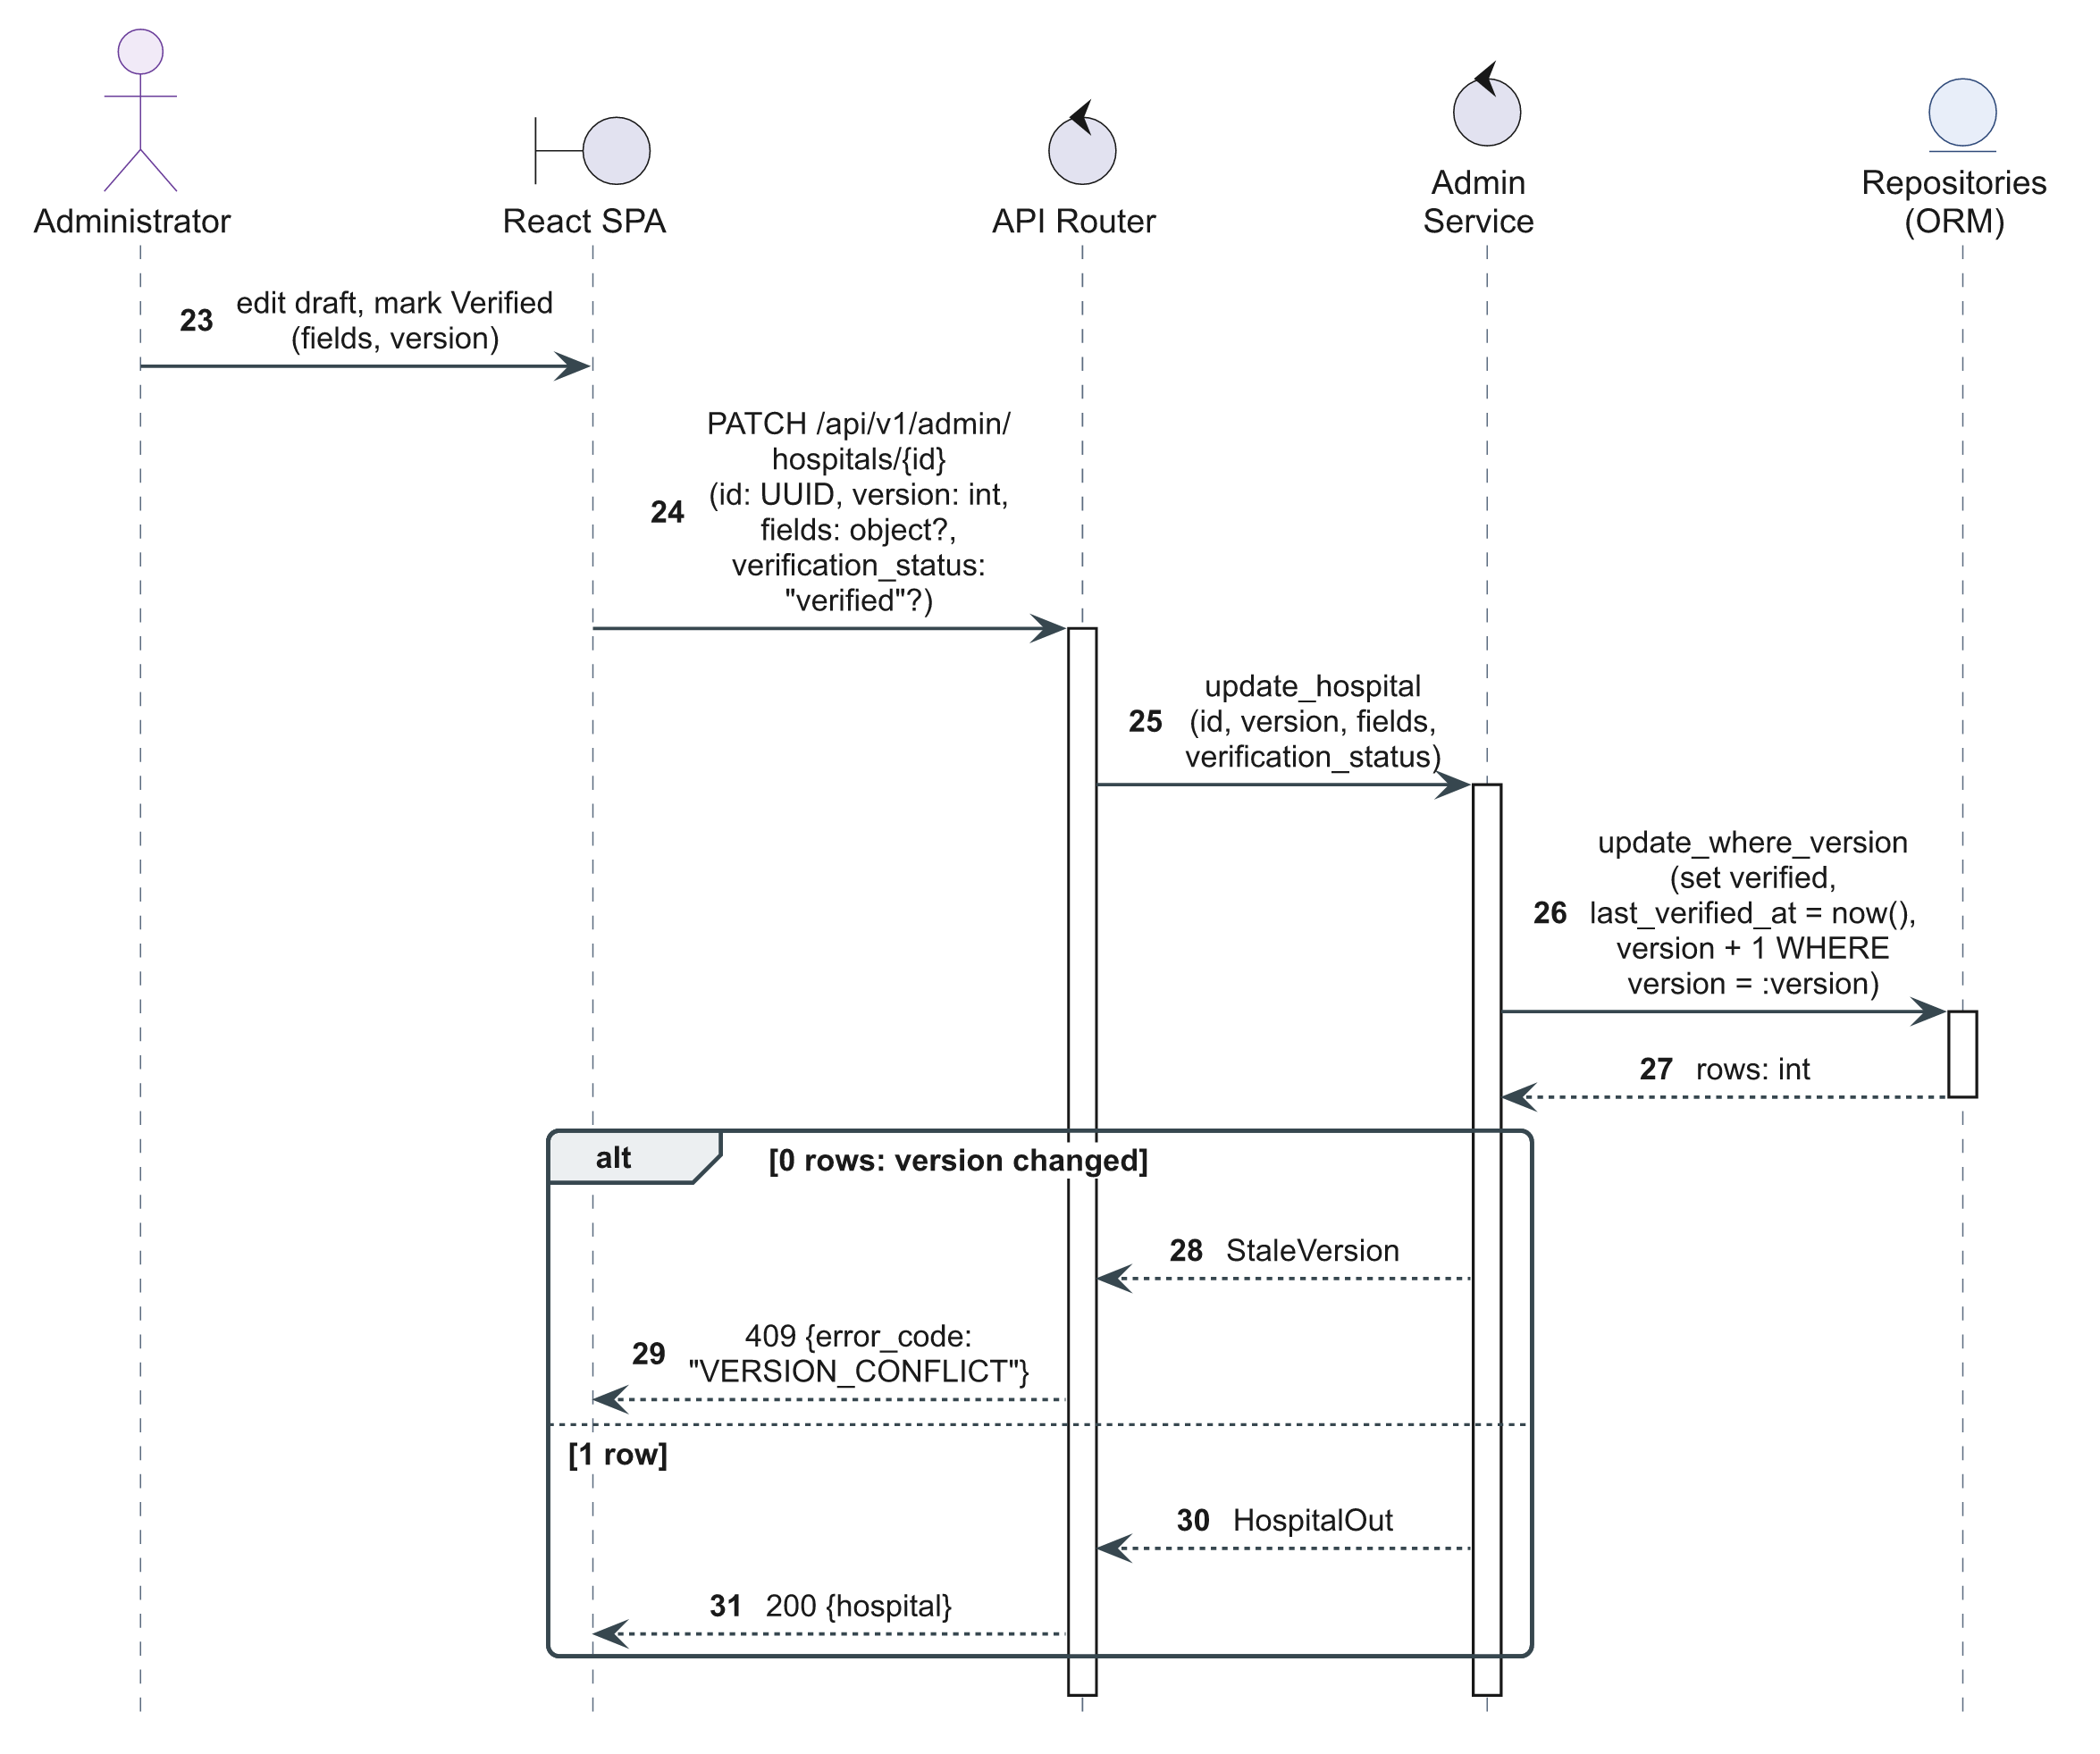 Administrator
React SPA
API Router
Admin
Service
Repositories
(ORM)
23
edit draft, mark Verified
(fields, version)
24
PATCH /api/v1/admin/
hospitals/{id}
(id: UUID, version: int,
fields: object?,
verification_status:
"verified"?)
25
update_hospital
(id, version, fields,
verification_status)
26
update_where_version
(set verified,
last_verified_at = now(),
version + 1 WHERE
version = :version)
27 rows: int
alt [0 rows: version changed]
28 StaleVersion
29
409 {error_code:
"VERSION_CONFLICT"}
[1 row]
30 HospitalOut
31 200 {hospital}